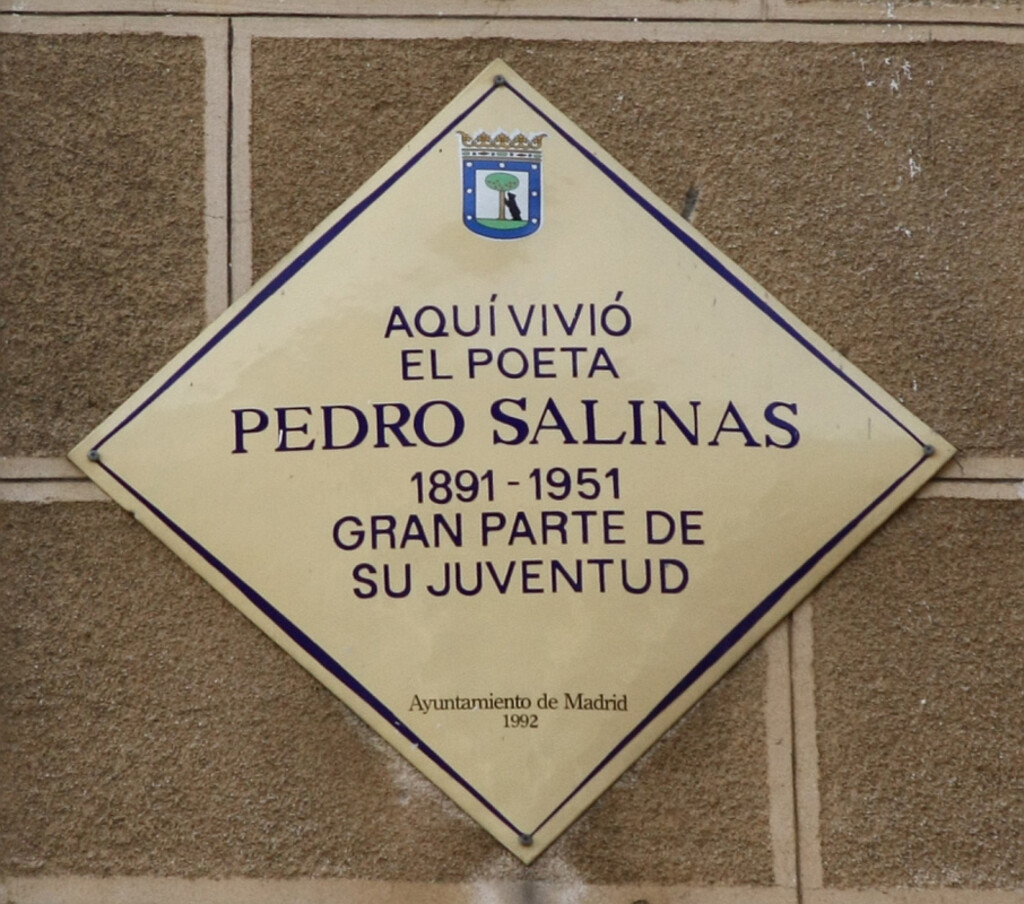 AQUÍ VIVIÓ
EL POETA
PEDRO SALINAS
1891 - 1951
GRAN PARTE DE
SU JUVENTUD
Ayuntamiento de Madrid
1992